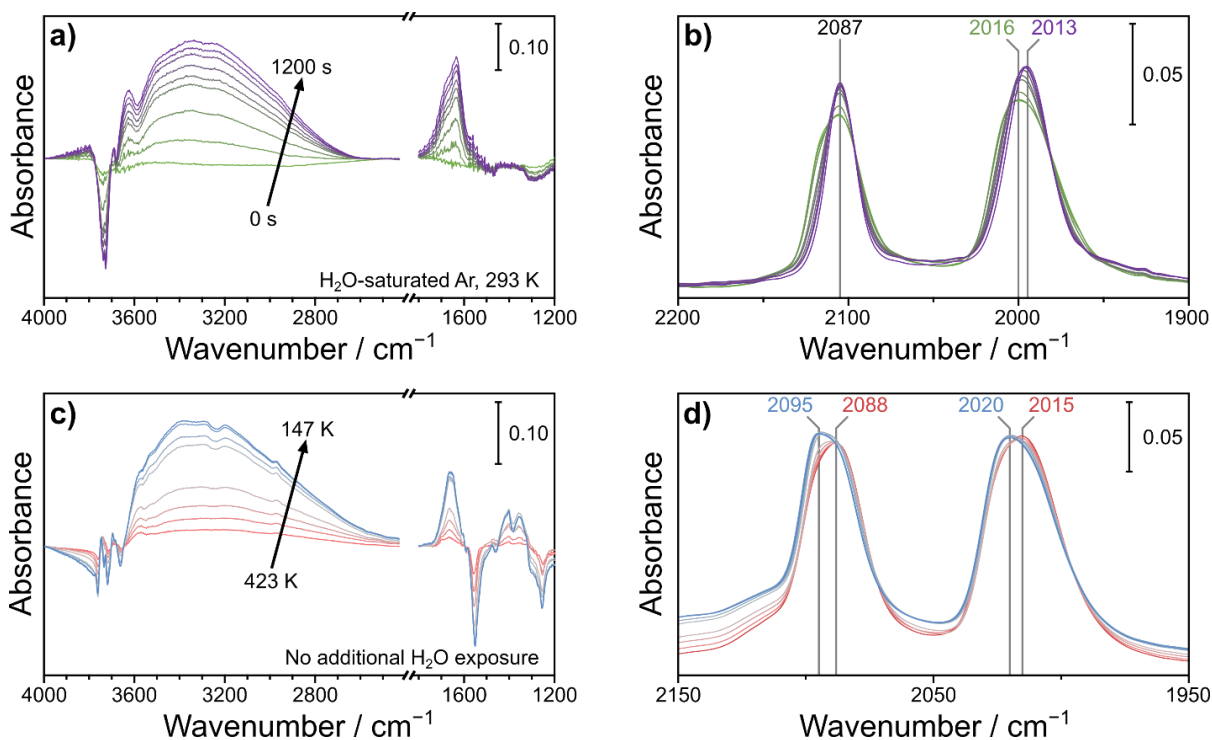 a)
0.10
1200 s
0 s
H₂O-saturated Ar, 293 K
Absorbance
4000 3600 3200 2800 1600 1200
Wavenumber / cm⁻¹
b)
2087
2016
2013
0.05
Absorbance
2200 2100 2000 1900
Wavenumber / cm⁻¹
c)
0.10
147 K
423 K
No additional H₂O exposure
Absorbance
4000 3600 3200 2800 1600 1200
Wavenumber / cm⁻¹
d)
2095
2088
2020
2015
0.05
Absorbance
2150 2050 1950
Wavenumber / cm⁻¹